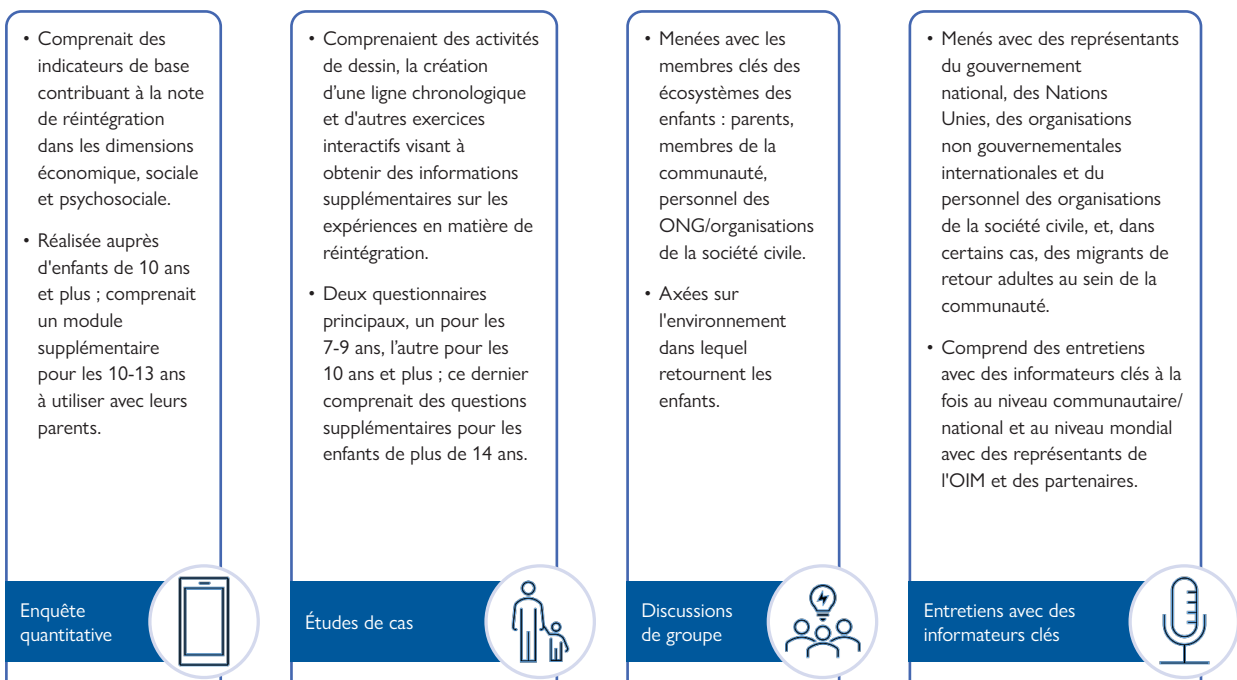 • Comprenait des
indicateurs de base
contribuant à la note
de réintégration
dans les dimensions
économique, sociale
et psychosociale.
• Réalisée auprès
d'enfants de 10 ans
et plus ; comprenait
un module
supplémentaire
pour les 10-13 ans
à utiliser avec leurs
parents.
Enquête
quantitative
• Comprenaient des activités
de dessin, la création
d’une ligne chronologique
et d'autres exercices
interactifs visant à
obtenir des informations
supplémentaires sur les
expériences en matière de
réintégration.
• Deux questionnaires
principaux, un pour les
7-9 ans, l’autre pour les
10 ans et plus ; ce dernier
comprenait des questions
supplémentaires pour les
enfants de plus de 14 ans.
Études de cas
• Menées avec les
membres clés des
écosystèmes des
enfants : parents,
membres de la
communauté,
personnel des
ONG/organisations
de la société civile.
• Axées sur
l'environnement
dans lequel
retournent les
enfants.
Discussions
de groupe
• Menés avec des représentants
du gouvernement
national, des Nations
Unies, des organisations
non gouvernementales
internationales et du
personnel des organisations
de la société civile, et, dans
certains cas, des migrants de
retour adultes au sein de la
communauté.
• Comprend des entretiens
avec des informateurs clés à la
fois au niveau communautaire/
national et au niveau mondial
avec des représentants de
l'OIM et des partenaires.
Entretiens avec des
informateurs clés